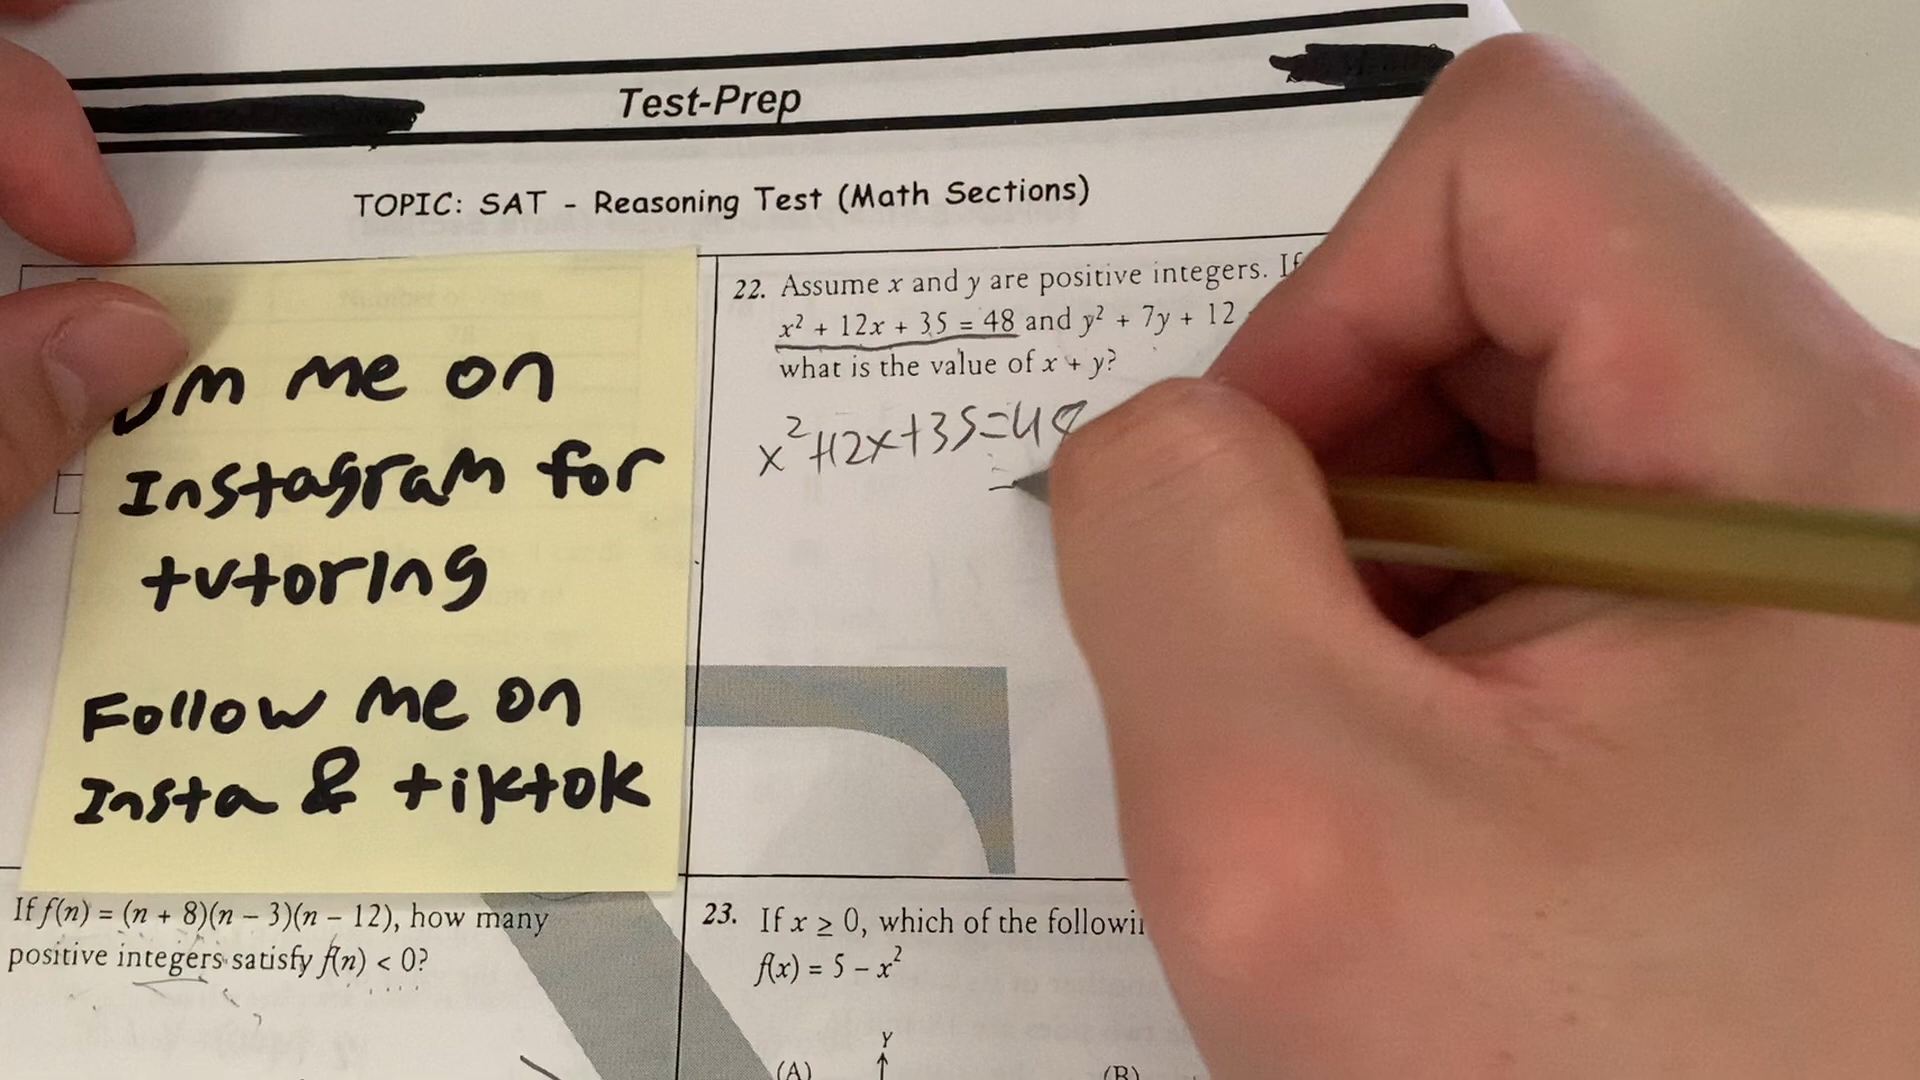 Test-Prep
TOPIC: SAT - Reasoning Test (Math Sections)
Dm me on
Instagram for
tutoring
Follow me on
Insta & tiktok
22. Assume x and y are positive integers. If
x² + 12x + 35 = 48 and y² + 7y + 12
what is the value of x + y?
x²+12x+35=48
If f(n) = (n + 8)(n – 3)(n – 12), how many
positive integers satisfy f(n) < 0?
23. If x ≥ 0, which of the
f(x) = 5 – x²
Y
(A)
(B)